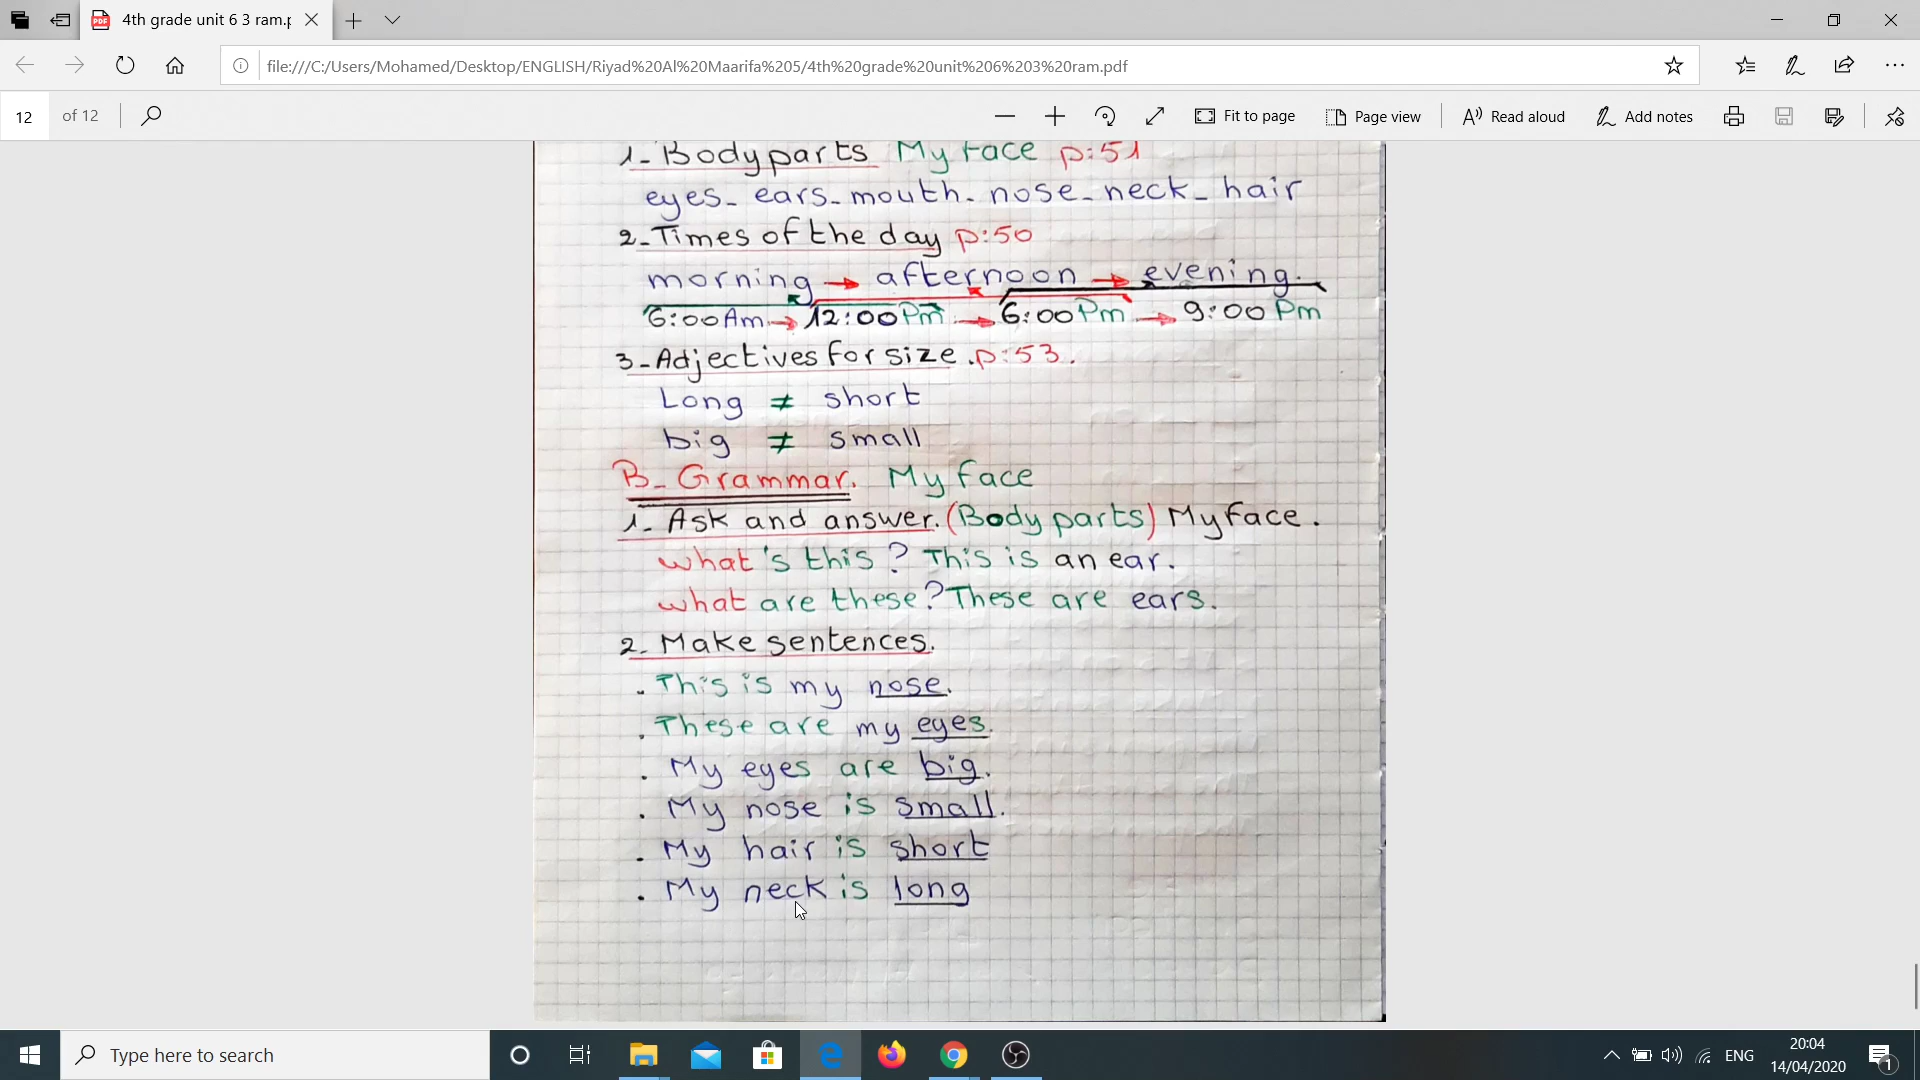 4th grade unit 6 3 ram.p
file:///C:/Users/Mohamed/Desktop/ENGLISH/Riyad%20Al%20Maarifa%205/4th%20grade%20unit%206%203%20ram.pdf
12 of 12 Fit to page Page view Read aloud Add notes
1-Body parts My face p:51
eyes-ears-mouth-nose-neck-hair
2-Times of the day p:50
morning → afternoon → evening.
6:00Am → 12:00Pm → 6:00Pm → 9:00Pm
3-Adjectives for size.p:53.
Long ≠ short
big ≠ small
B-Grammar. My face
1-Ask and answer.(Body parts) My face.
what's this? This is an ear.
what are these? These are ears.
2-Make sentences.
. This is my nose.
. These are my eyes.
. My eyes are big.
. My nose is small.
. My hair is short
. My neck is long
Type here to search
ENG
20:04
14/04/2020
1